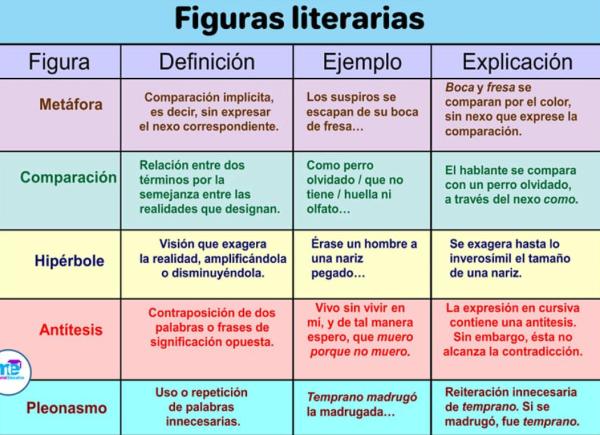 Figuras literarias
Figura
Definición
Ejemplo
Explicación
Metáfora
Comparación implícita,
es decir, sin expresar
el nexo correspondiente.
Los suspiros se
escapan de su boca
de fresa...
Boca y fresa se
comparan por el color,
sin nexo que exprese la
comparación.
Comparación
Relación entre dos
términos por la
semejanza entre las
realidades que designan.
Como perro
olvidado / que no
tiene / huella ni
olfato...
El hablante se compara
con un perro olvidado,
a través del nexo como.
Hipérbole
Visión que exagera
la realidad, amplificándola
o disminuyéndola.
Érase un hombre a
una nariz
pegado...
Se exagera hasta lo
inverosímil el tamaño
de una nariz.
Antítesis
Contraposición de dos
palabras o frases de
significación opuesta.
Vivo sin vivir en
mí, y de tal manera
espero, que muero
porque no muero.
La expresión en cursiva
contiene una antítesis.
Sin embargo, ésta no
alcanza la contradicción.
Pleonasmo
Uso o repetición
de palabras
innecesarias.
Temprano madrugó
la madrugada...
Reiteración innecesaria
de temprano. Si se
madrugó, fue temprano.